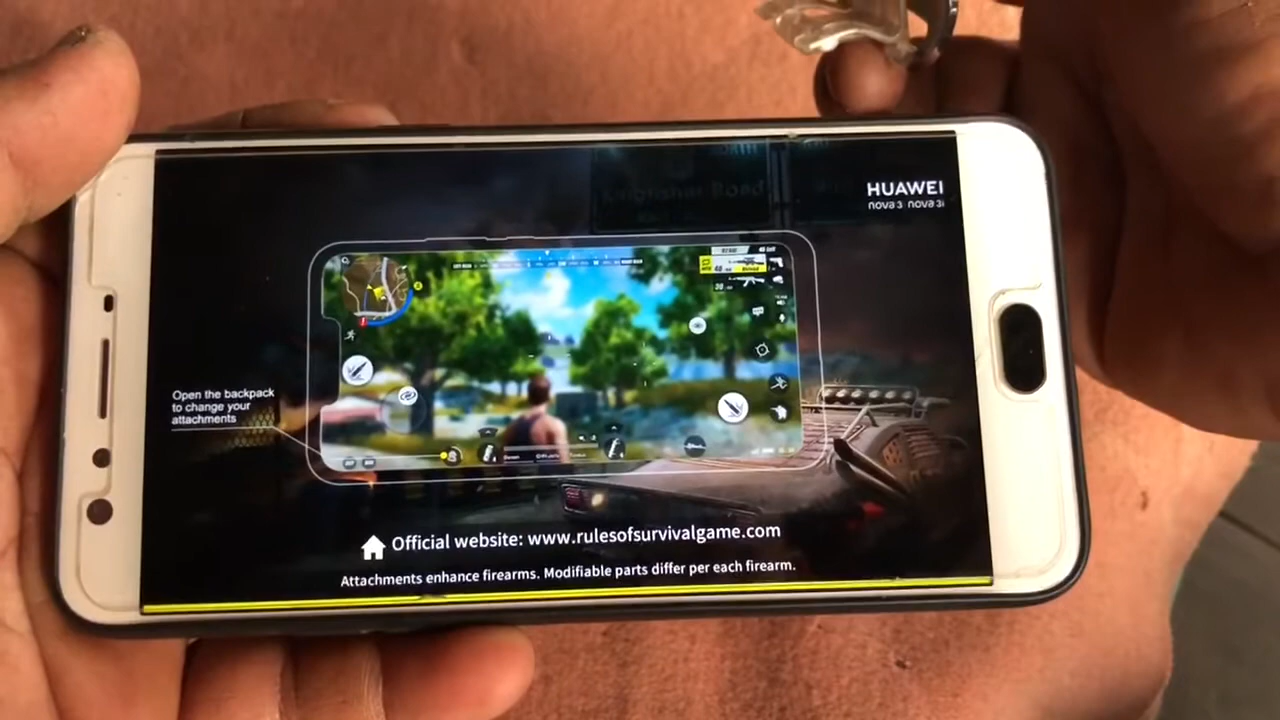 HUAWEI
nova 3 nova 3i
Open the backpack
to change your
attachments
Official website: www.rulesofsurvivalgame.com
Attachments enhance firearms. Modifiable parts differ per each firearm.